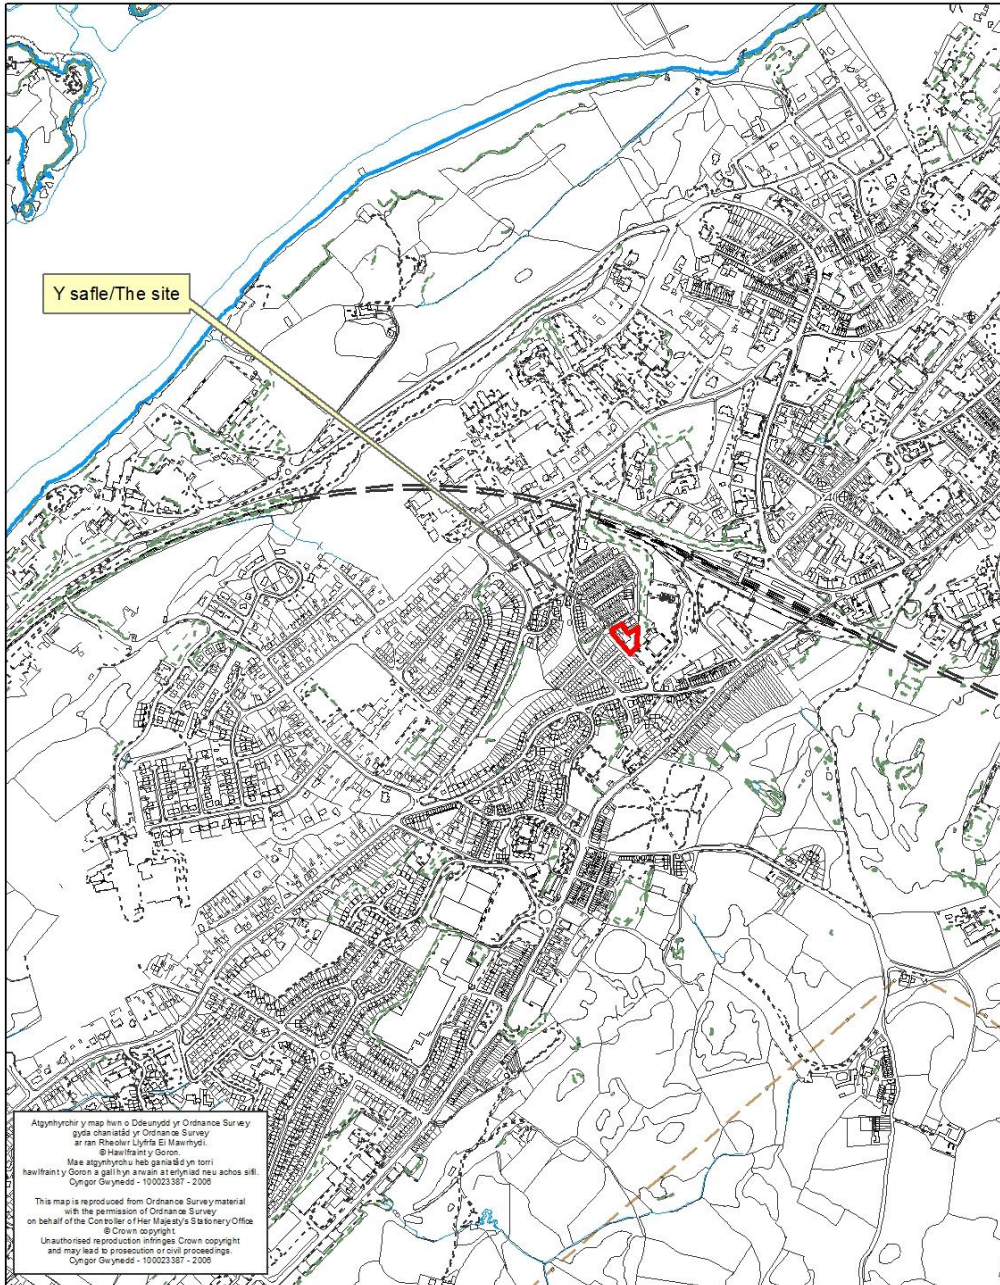 Y safle/The site
Atgynhyrchir y map hwn o Ddeunydd yr Ordnance Survey
gyda chaniatâd yr Ordnance Survey
ar ran Rheolwr Llyfrfa Ei Mawrhydi.
© Hawlfraint y Goron.
Mae atgynhyrchu heb ganiatâd yn torri
hawlfraint y Goron a gall hyn arwain at erlyniad neu achos sifil.
Cyngor Gwynedd - 100023387 - 2006
This map is reproduced from Ordnance Survey material
with the permission of Ordnance Survey
on behalf of the Controller of Her Majesty's Stationery Office
© Crown copyright.
Unauthorised reproduction infringes Crown copyright
and may lead to prosecution or civil proceedings.
Cyngor Gwynedd - 100023387 - 2006